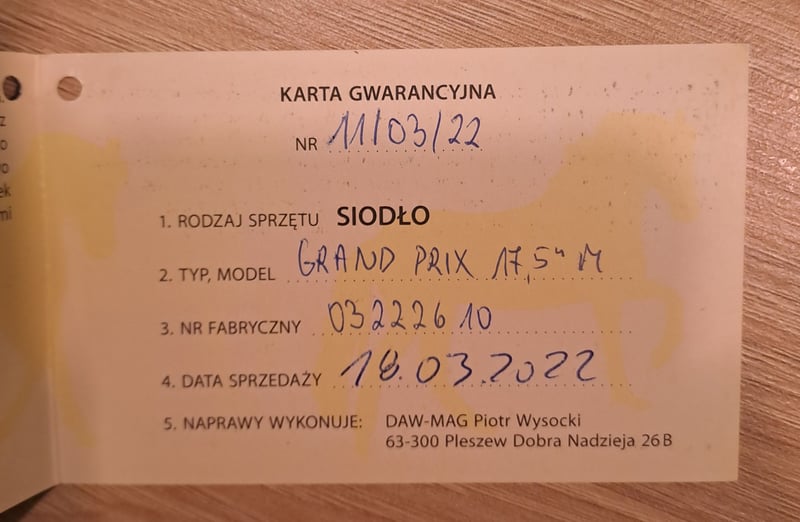 KARTA GWARANCYJNA
NR 11/03/22
1. RODZAJ SPRZĘTU SIODŁO
2. TYP, MODEL GRAND PRIX 17,5" M
3. NR FABRYCZNY 03222610
4. DATA SPRZEDAŻY 18.03.2022
5. NAPRAWY WYKONUJE: DAW-MAG Piotr Wysocki
63-300 Pleszew Dobra Nadzieja 26B